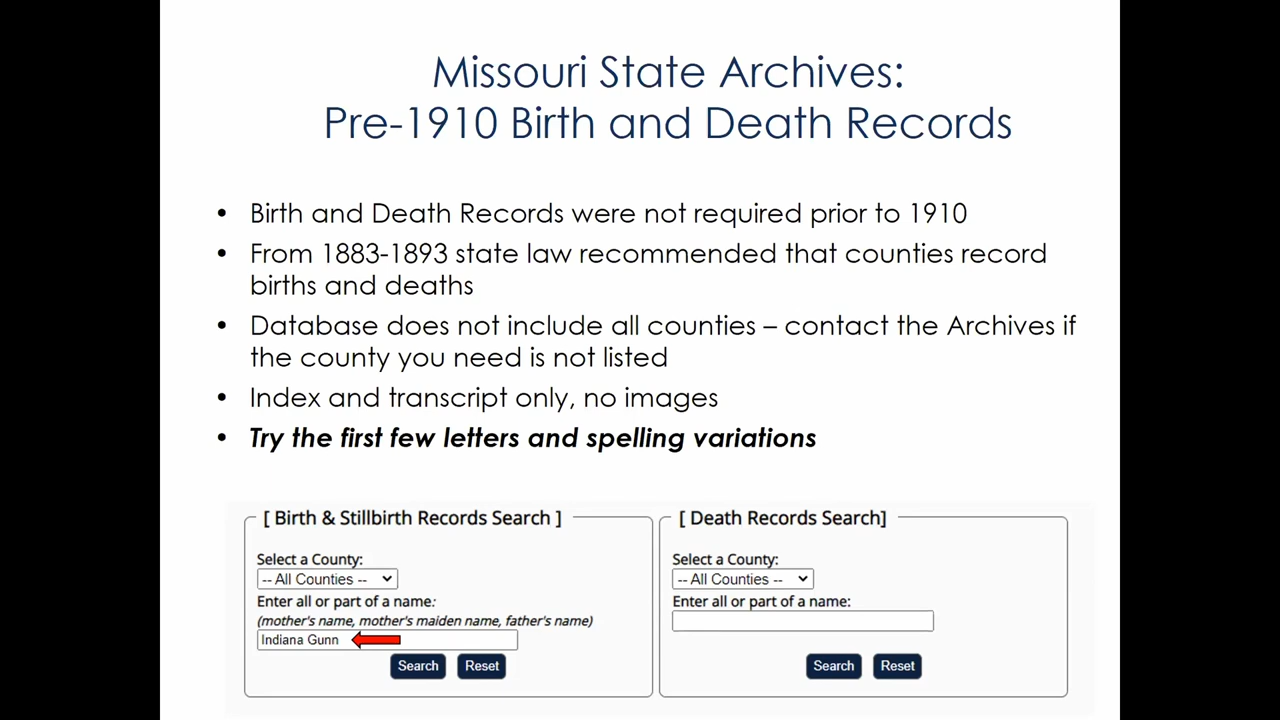 Missouri State Archives:
Pre-1910 Birth and Death Records
• Birth and Death Records were not required prior to 1910
• From 1883-1893 state law recommended that counties record
births and deaths
• Database does not include all counties – contact the Archives if
the county you need is not listed
• Index and transcript only, no images
• Try the first few letters and spelling variations
[ Birth & Stillbirth Records Search ]
Select a County:
-- All Counties --
Enter all or part of a name:
(mother's name, mother's maiden name, father's name)
Indiana Gunn
Search Reset
[ Death Records Search]
Select a County:
-- All Counties --
Enter all or part of a name:
Search Reset